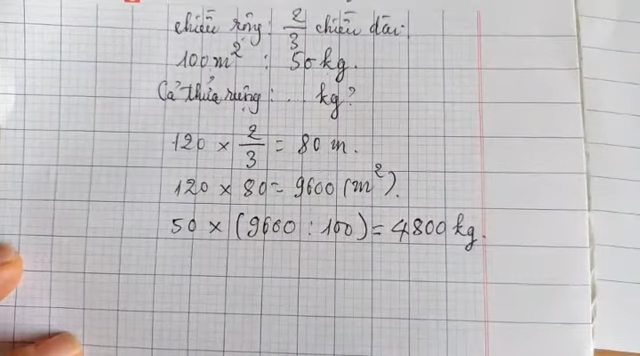 chiều rộng: 2/3 chiều dài.
100m² : 50kg.
Cả thửa ruộng: ... kg?
120 × 2/3 = 80 m.
120 × 80 = 9600 (m²).
50 × (9600 : 100) = 4800 kg.